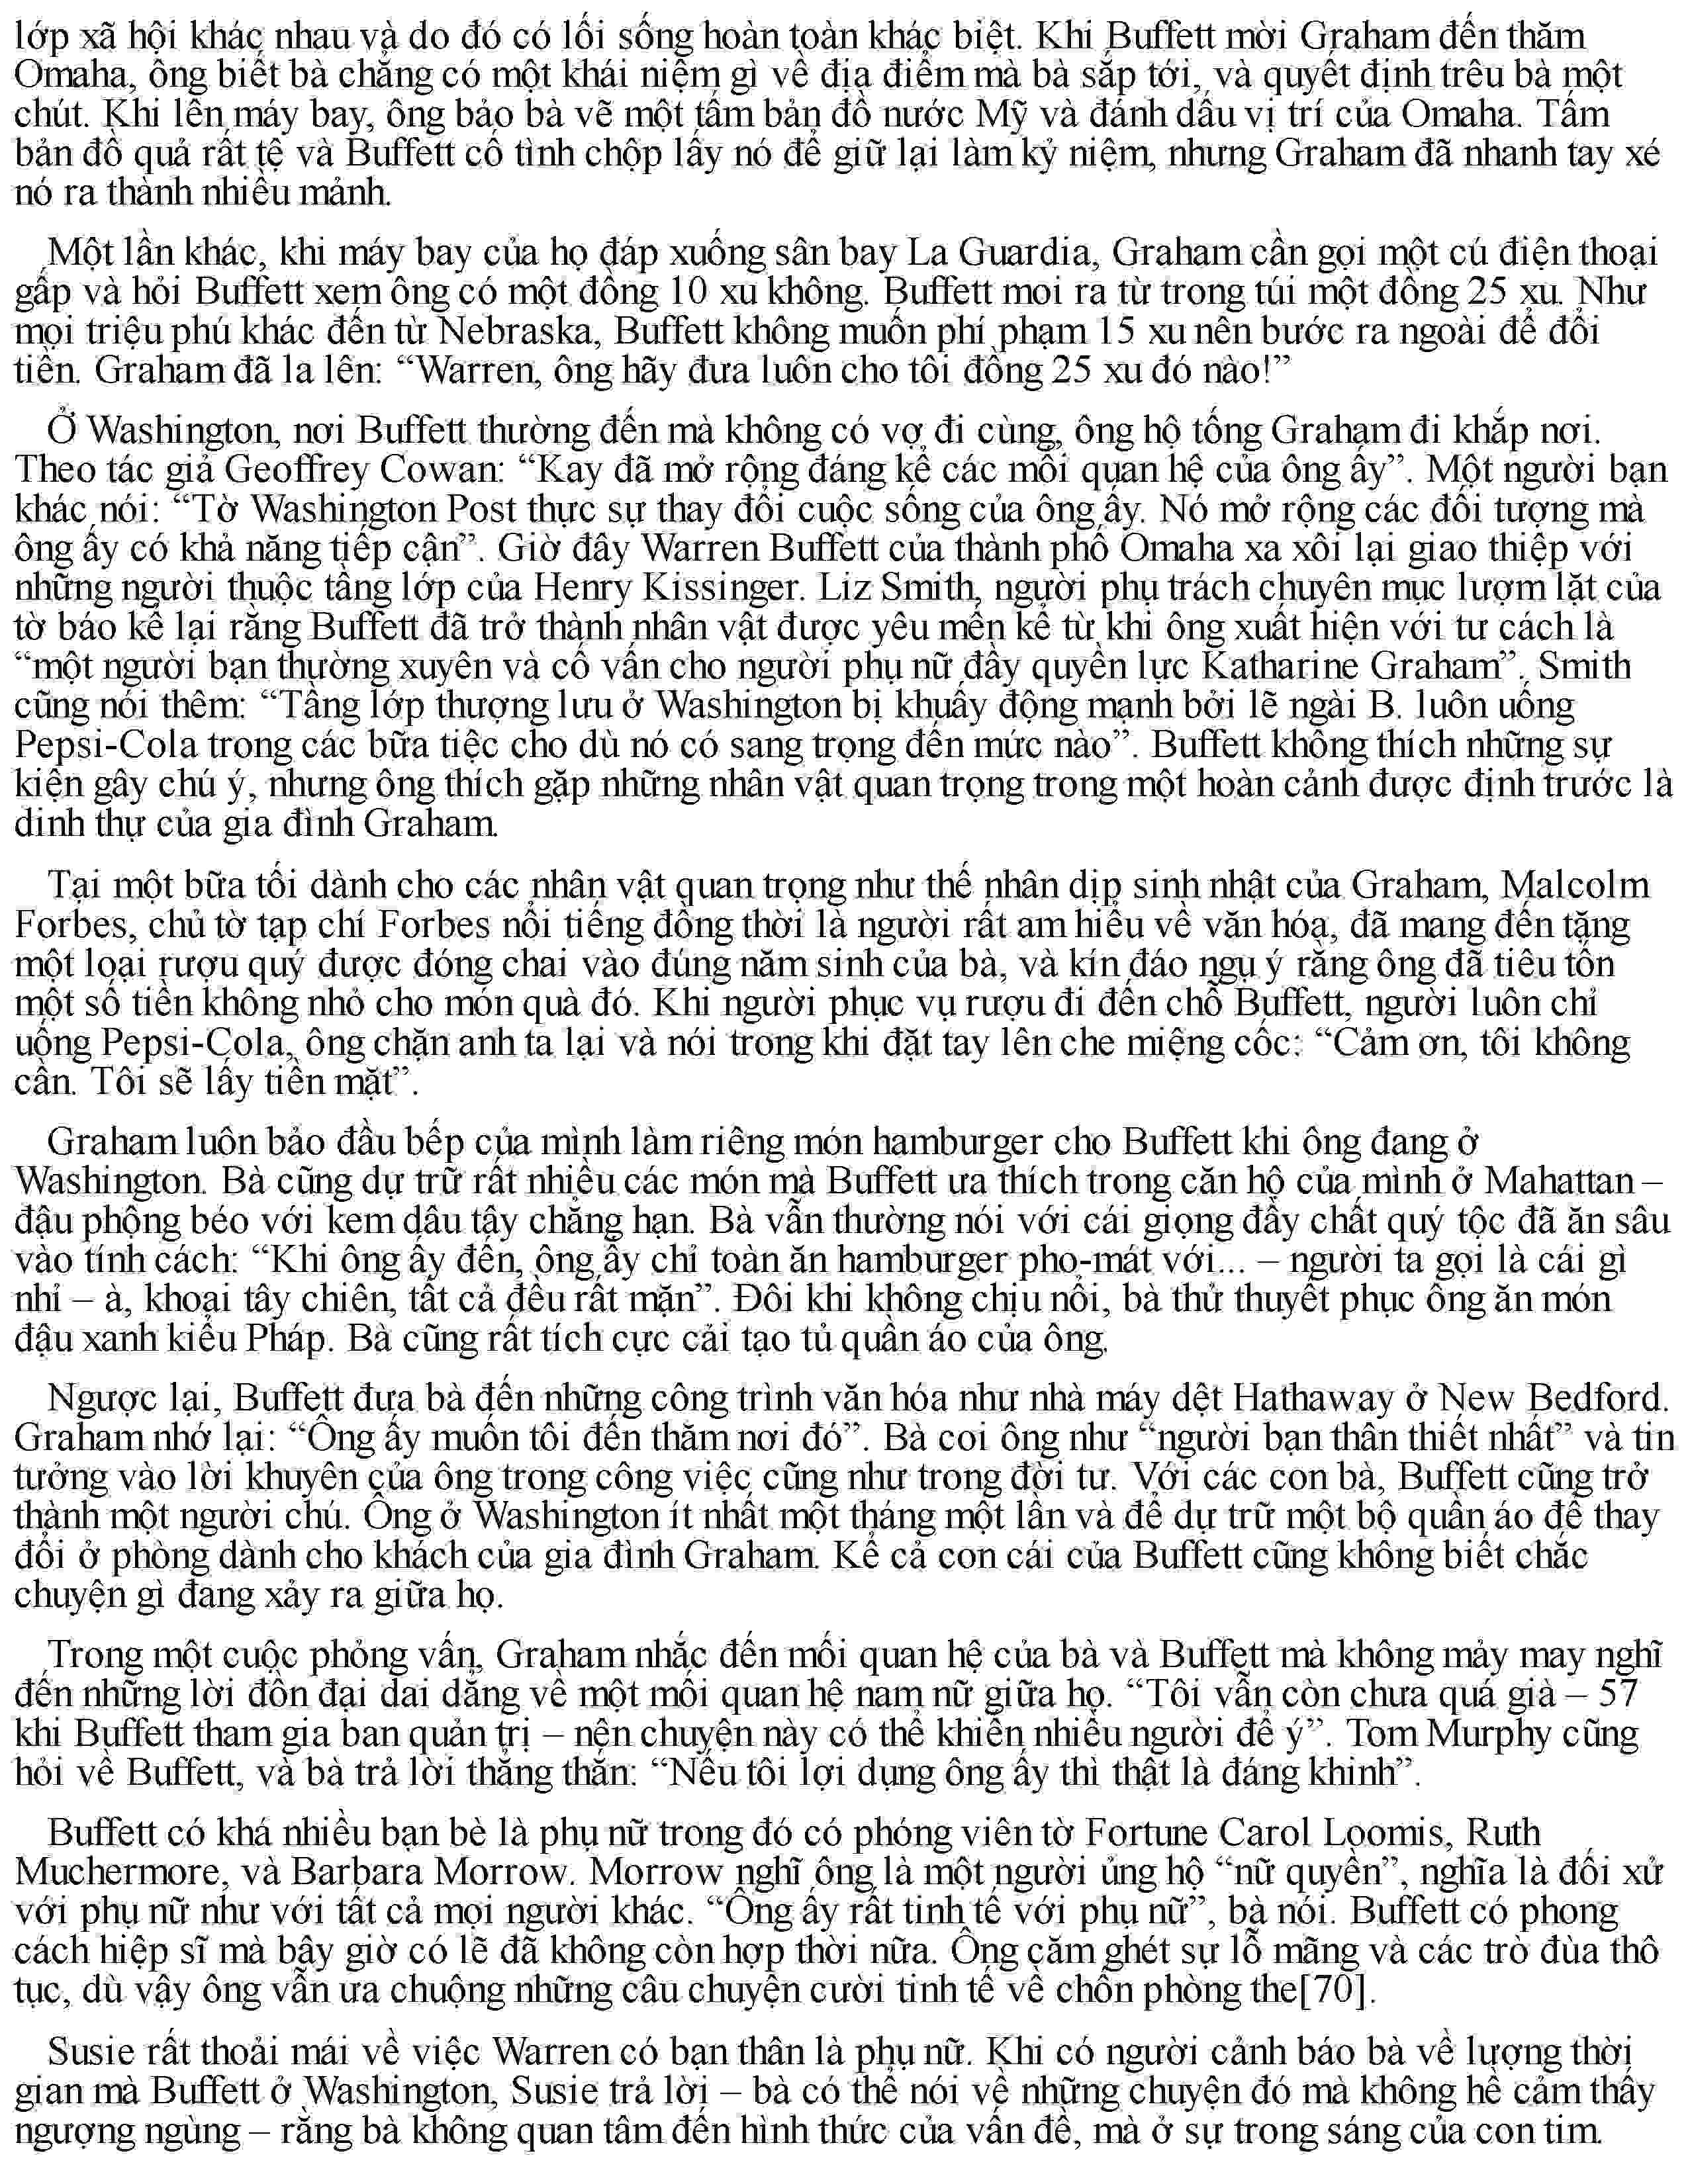 lớp xã hội khác nhau và do đó có lối sống hoàn toàn khác biệt. Khi Buffett mời Graham đến thăm
Omaha, ông biết bà chẳng có một khái niệm gì về địa điểm mà bà sắp tới, và quyết định trêu bà một
chút. Khi lên máy bay, ông bảo bà vẽ một tấm bản đồ nước Mỹ và đánh dấu vị trí của Omaha. Tấm
bản đồ quả rất tệ và Buffett cố tình chộp lấy nó để giữ lại làm kỷ niệm, nhưng Graham đã nhanh tay xé
nó ra thành nhiều mảnh.
Một lần khác, khi máy bay của họ đáp xuống sân bay La Guardia, Graham cần gọi một cú điện thoại
gấp và hỏi Buffett xem ông có một đồng 10 xu không. Buffett moi ra từ trong túi một đồng 25 xu. Như
mọi triệu phú khác đến từ Nebraska, Buffett không muốn phí phạm 15 xu nên bước ra ngoài để đổi
tiền. Graham đã la lên: “Warren, ông hãy đưa luôn cho tôi đồng 25 xu đó nào!”
Ở Washington, nơi Buffett thường đến mà không có vợ đi cùng, ông hộ tống Graham đi khắp nơi.
Theo tác giả Geoffrey Cowan: “Kay đã mở rộng đáng kể các mối quan hệ của ông ấy”. Một người bạn
khác nói: “Tờ Washington Post thực sự thay đổi cuộc sống của ông ấy. Nó mở rộng các đối tượng mà
ông ấy có khả năng tiếp cận”. Giờ đây Warren Buffett của thành phố Omaha xa xôi lại giao thiệp với
những người thuộc tầng lớp của Henry Kissinger. Liz Smith, người phụ trách chuyên mục lượm lặt của
tờ báo kể lại rằng Buffett đã trở thành nhân vật được yêu mến kể từ khi ông xuất hiện với tư cách là
“một người bạn thường xuyên và cố vấn cho người phụ nữ đầy quyền lực Katharine Graham”. Smith
cũng nói thêm: “Tầng lớp thượng lưu ở Washington bị khuấy động mạnh bởi lẽ ngài B. luôn uống
Pepsi-Cola trong các bữa tiệc cho dù nó có sang trọng đến mức nào”. Buffett không thích những sự
kiện gây chú ý, nhưng ông thích gặp những nhân vật quan trọng trong một hoàn cảnh được định trước là
dinh thự của gia đình Graham.
Tại một bữa tối dành cho các nhân vật quan trọng như thế nhân dịp sinh nhật của Graham, Malcolm
Forbes, chủ tờ tạp chí Forbes nổi tiếng đồng thời là người rất am hiểu về văn hóa, đã mang đến tặng
một loại rượu quý được đóng chai vào đúng năm sinh của bà, và kín đáo ngụ ý rằng ông đã tiêu tốn
một số tiền không nhỏ cho món quà đó. Khi người phục vụ rượu đi đến chỗ Buffett, người luôn chỉ
uống Pepsi-Cola, ông chặn anh ta lại và nói trong khi đặt tay lên che miệng cốc: “Cảm ơn, tôi không
cần. Tôi sẽ lấy tiền mặt”.
Graham luôn bảo đầu bếp của mình làm riêng món hamburger cho Buffett khi ông đang ở
Washington. Bà cũng dự trữ rất nhiều các món mà Buffett ưa thích trong căn hộ của mình ở Mahattan –
đậu phộng béo với kem dâu tây chẳng hạn. Bà vẫn thường nói với cái giọng đầy chất quý tộc đã ăn sâu
vào tính cách: “Khi ông ấy đến, ông ấy chỉ toàn ăn hamburger pho-mát với... – người ta gọi là cái gì
nhỉ – à, khoai tây chiên, tất cả đều rất mặn”. Đôi khi không chịu nổi, bà thử thuyết phục ông ăn món
đậu xanh kiểu Pháp. Bà cũng rất tích cực cải tạo tủ quần áo của ông.
Ngược lại, Buffett đưa bà đến những công trình văn hóa như nhà máy dệt Hathaway ở New Bedford.
Graham nhớ lại: “Ông ấy muốn tôi đến thăm nơi đó”. Bà coi ông như “người bạn thân thiết nhất” và tin
tưởng vào lời khuyên của ông trong công việc cũng như trong đời tư. Với các con bà, Buffett cũng trở
thành một người chú. Ông ở Washington ít nhất một tháng một lần và để dự trữ một bộ quần áo để thay
đổi ở phòng dành cho khách của gia đình Graham. Kể cả con cái của Buffett cũng không biết chắc
chuyện gì đang xảy ra giữa họ.
Trong một cuộc phỏng vấn, Graham nhắc đến mối quan hệ của bà và Buffett mà không mảy may nghĩ
đến những lời đồn đại dai dẳng về một mối quan hệ nam nữ giữa họ. “Tôi vẫn còn chưa quá già – 57
khi Buffett tham gia ban quản trị – nên chuyện này có thể khiến nhiều người để ý”. Tom Murphy cũng
hỏi về Buffett, và bà trả lời thẳng thắn: “Nếu tôi lợi dụng ông ấy thì thật là đáng khinh”.
Buffett có khá nhiều bạn bè là phụ nữ trong đó có phóng viên tờ Fortune Carol Loomis, Ruth
Muchermore, và Barbara Morrow. Morrow nghĩ ông là một người ủng hộ “nữ quyền”, nghĩa là đối xử
với phụ nữ như với tất cả mọi người khác. “Ông ấy rất tinh tế với phụ nữ”, bà nói. Buffett có phong
cách hiệp sĩ mà bây giờ có lẽ đã không còn hợp thời nữa. Ông căm ghét sự lỗ mãng và các trò đùa thô
tục, dù vậy ông vẫn ưa chuộng những câu chuyện cười tinh tế về chốn phòng the[70].
Susie rất thoải mái về việc Warren có bạn thân là phụ nữ. Khi có người cảnh báo bà về lượng thời
gian mà Buffett ở Washington, Susie trả lời – bà có thể nói về những chuyện đó mà không hề cảm thấy
ngượng ngùng – rằng bà không quan tâm đến hình thức của vấn đề, mà ở sự trong sáng của con tim.